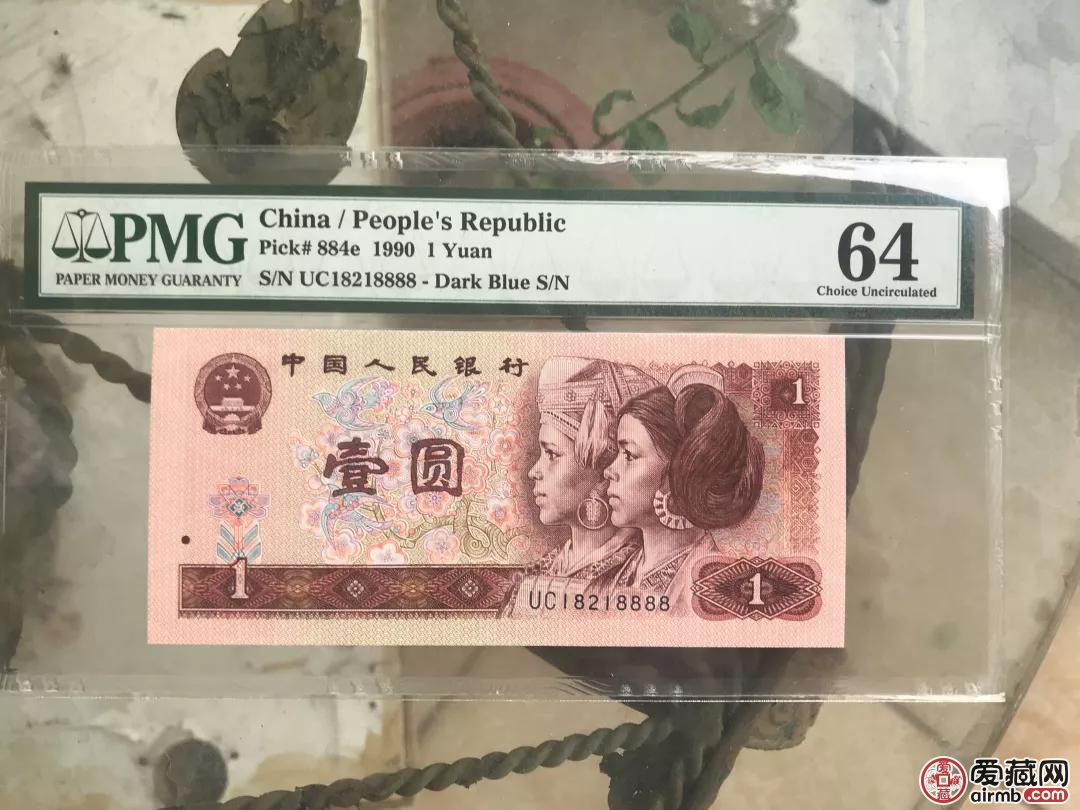 PMG
PAPER MONEY GUARANTY
China / People's Republic
Pick# 884e 1990 1 Yuan
S/N UC18218888 - Dark Blue S/N
64
Choice Uncirculated
中国人民银行
1
壹圆
1
UC18218888
1
爱藏网
airmb.com